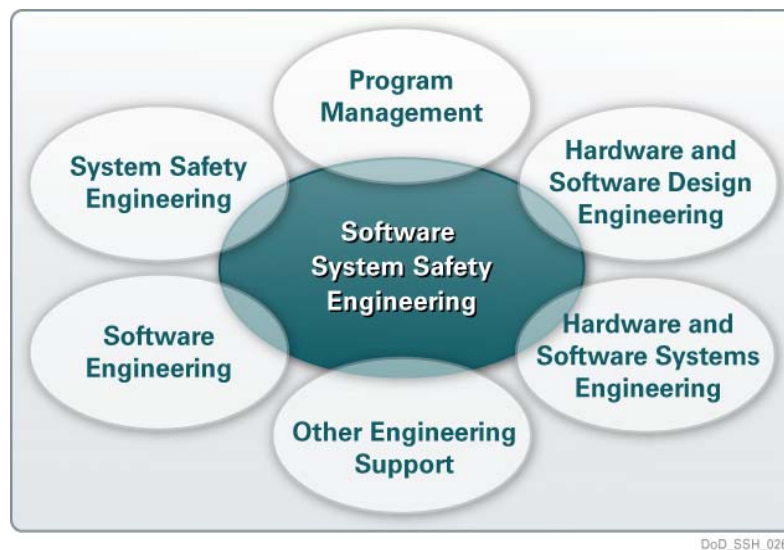 Program
Management
System Safety
Engineering
Hardware and
Software Design
Engineering
Software
System Safety
Engineering
Software
Engineering
Hardware and
Software Systems
Engineering
Other Engineering
Support